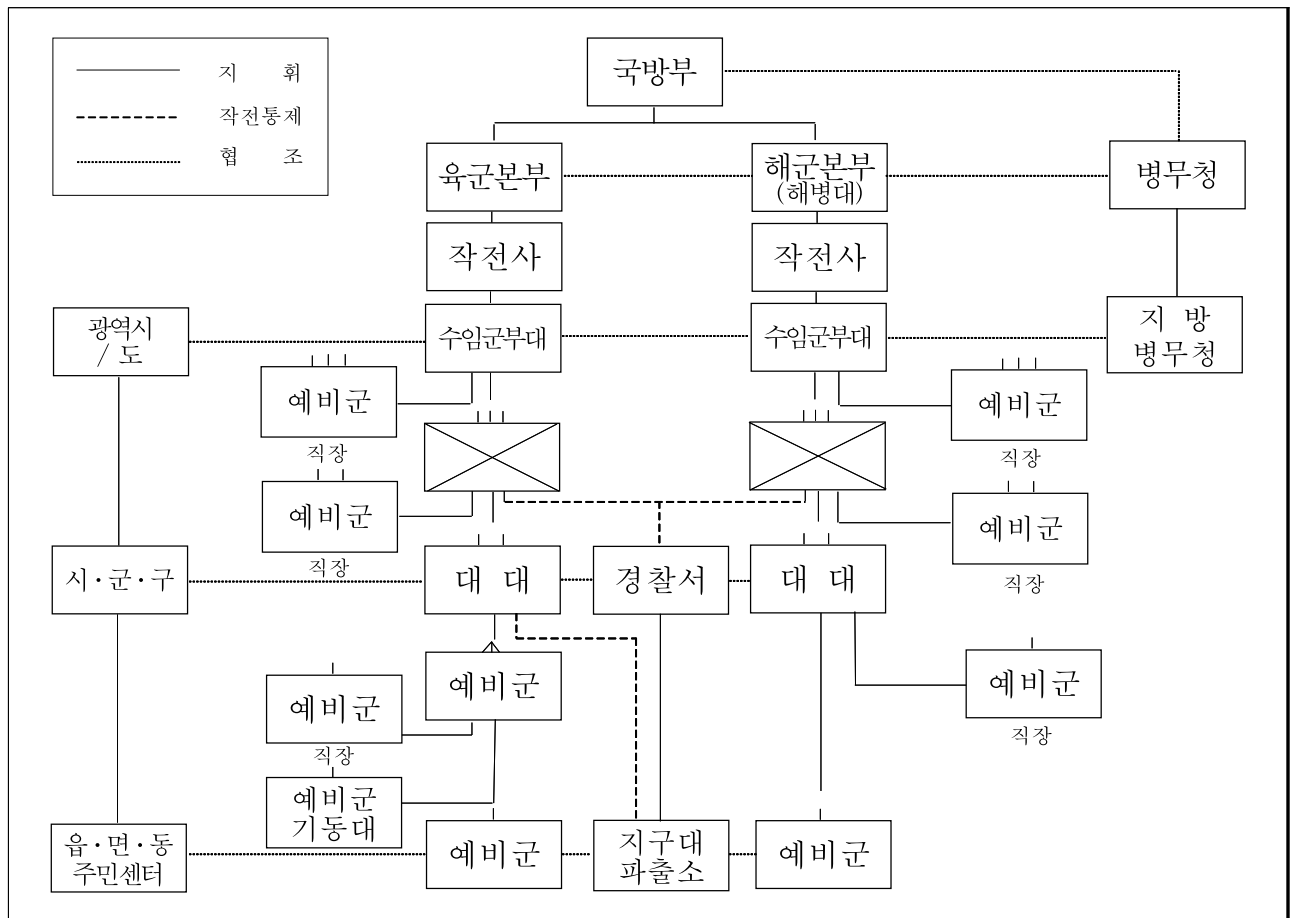 지 휘
작전통제
협 조
국방부
육군본부
해군본부
(해병대)
병무청
작전사
작전사
광역시
/ 도
수임군부대
수임군부대
지 방
병무청
예비군
직장
예비군
직장
예비군
직장
예비군
직장
시·군·구
대 대
경찰서
대 대
예비군
예비군
직장
예비군
직장
예비군
기동대
읍·면·동
주민센터
예비군
지구대
파출소
예비군